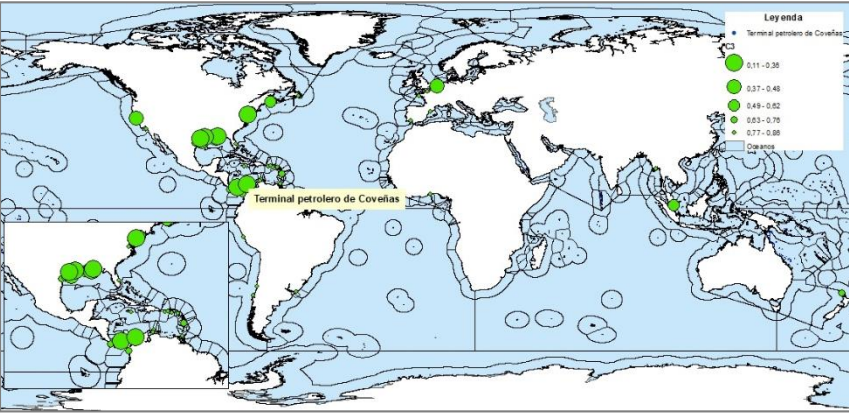 Leyenda
Terminal petrolero de Coveñas
C3
0,11 - 0,36
0,37 - 0,48
0,49 - 0,62
0,63 - 0,76
0,77 - 0,86
Oceanos
Terminal petrolero de Coveñas